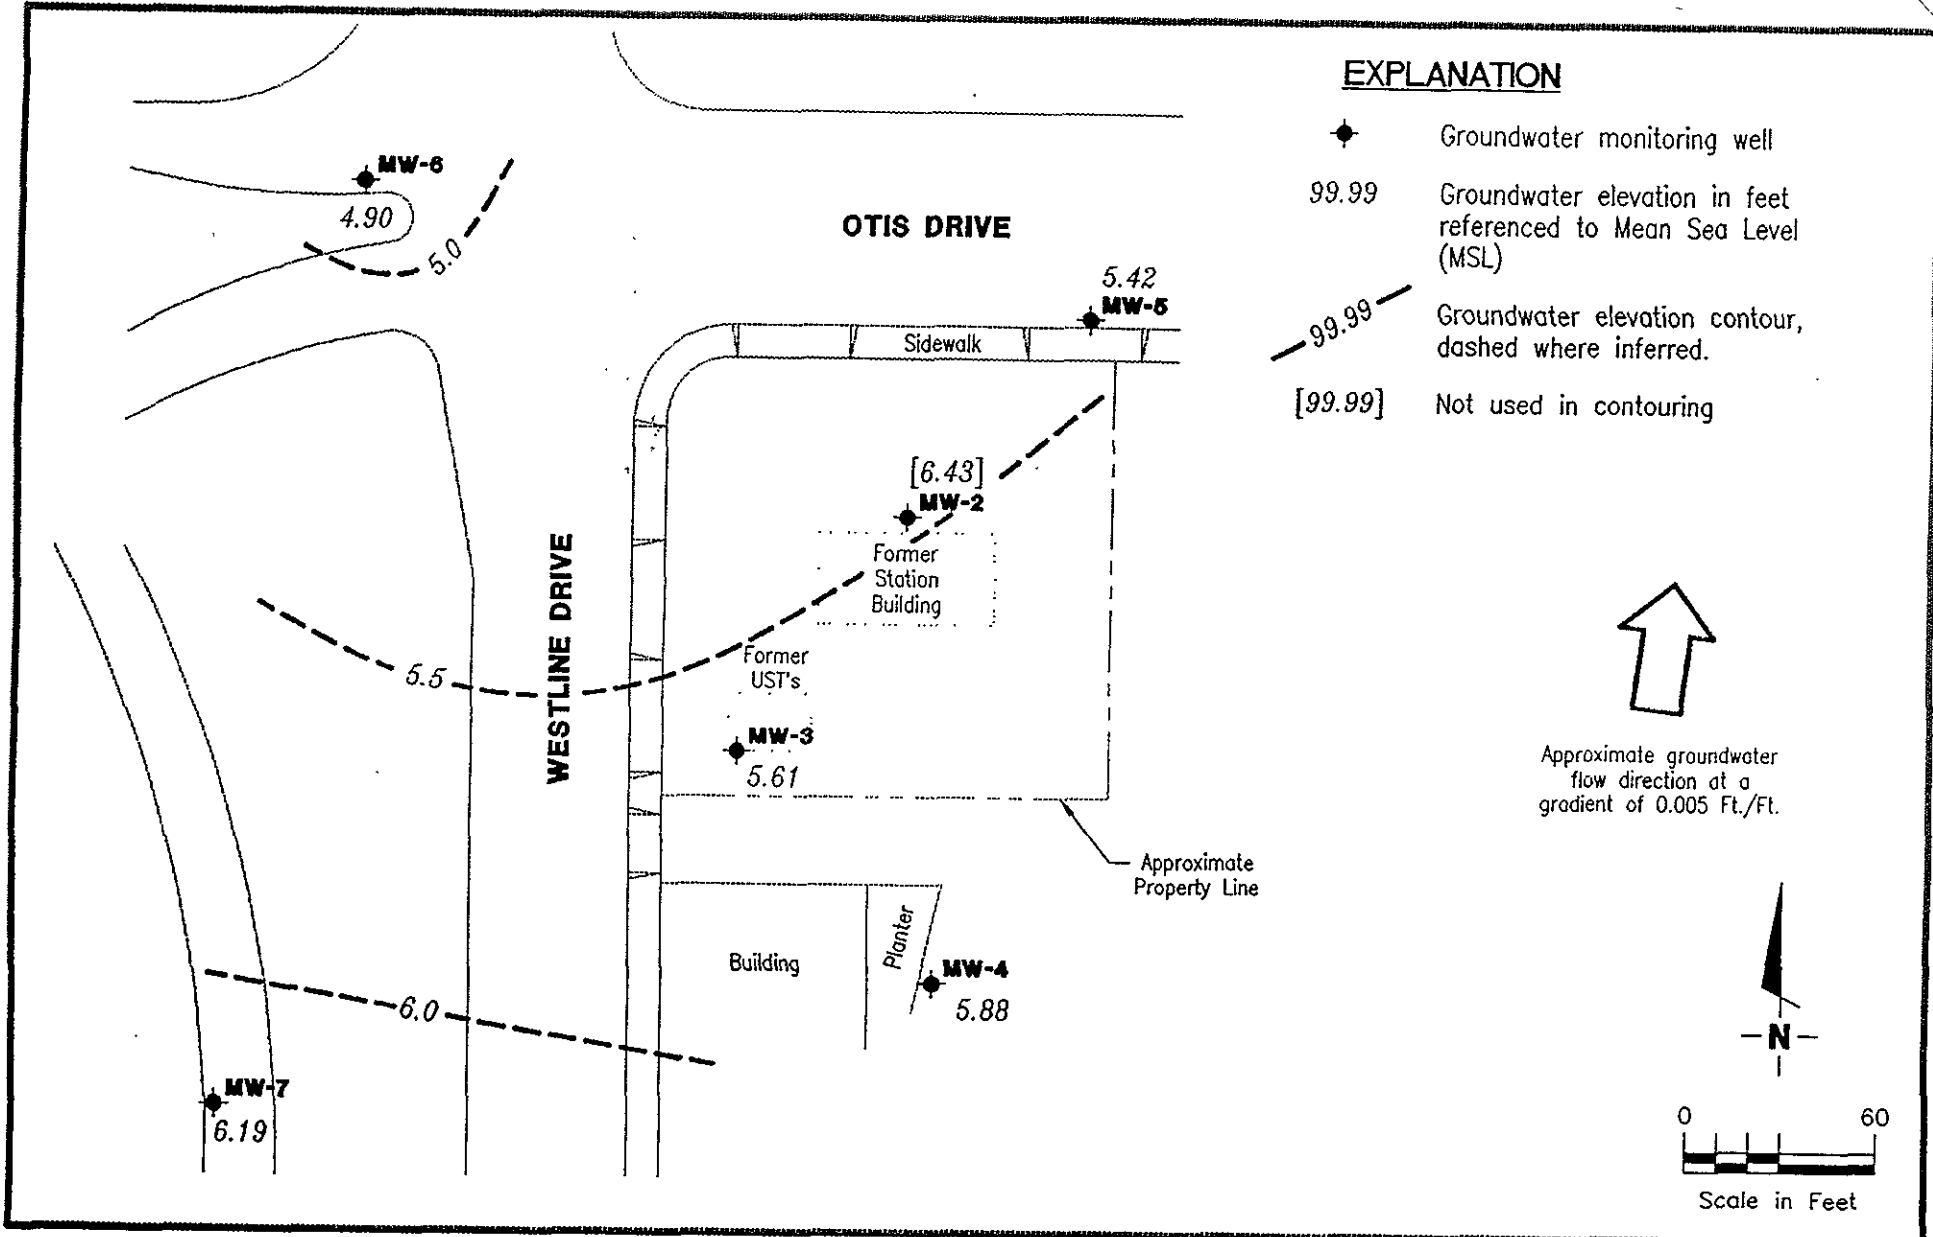 EXPLANATION
Groundwater monitoring well
99.99
Groundwater elevation in feet
referenced to Mean Sea Level
(MSL)
99.99
Groundwater elevation contour,
dashed where inferred.
[99.99]
Not used in contouring
MW-6
4.90
5.0
OTIS DRIVE
5.42
MW-5
Sidewalk
[6.43]
MW-2
Former
Station
Building
WESTLINE DRIVE
5.5
Former
UST's
MW-3
5.61
Approximate
Property Line
Building
Planter
MW-4
5.88
6.0
MW-7
6.19
Approximate groundwater
flow direction at a
gradient of 0.005 Ft./Ft.
N
0
60
Scale in Feet